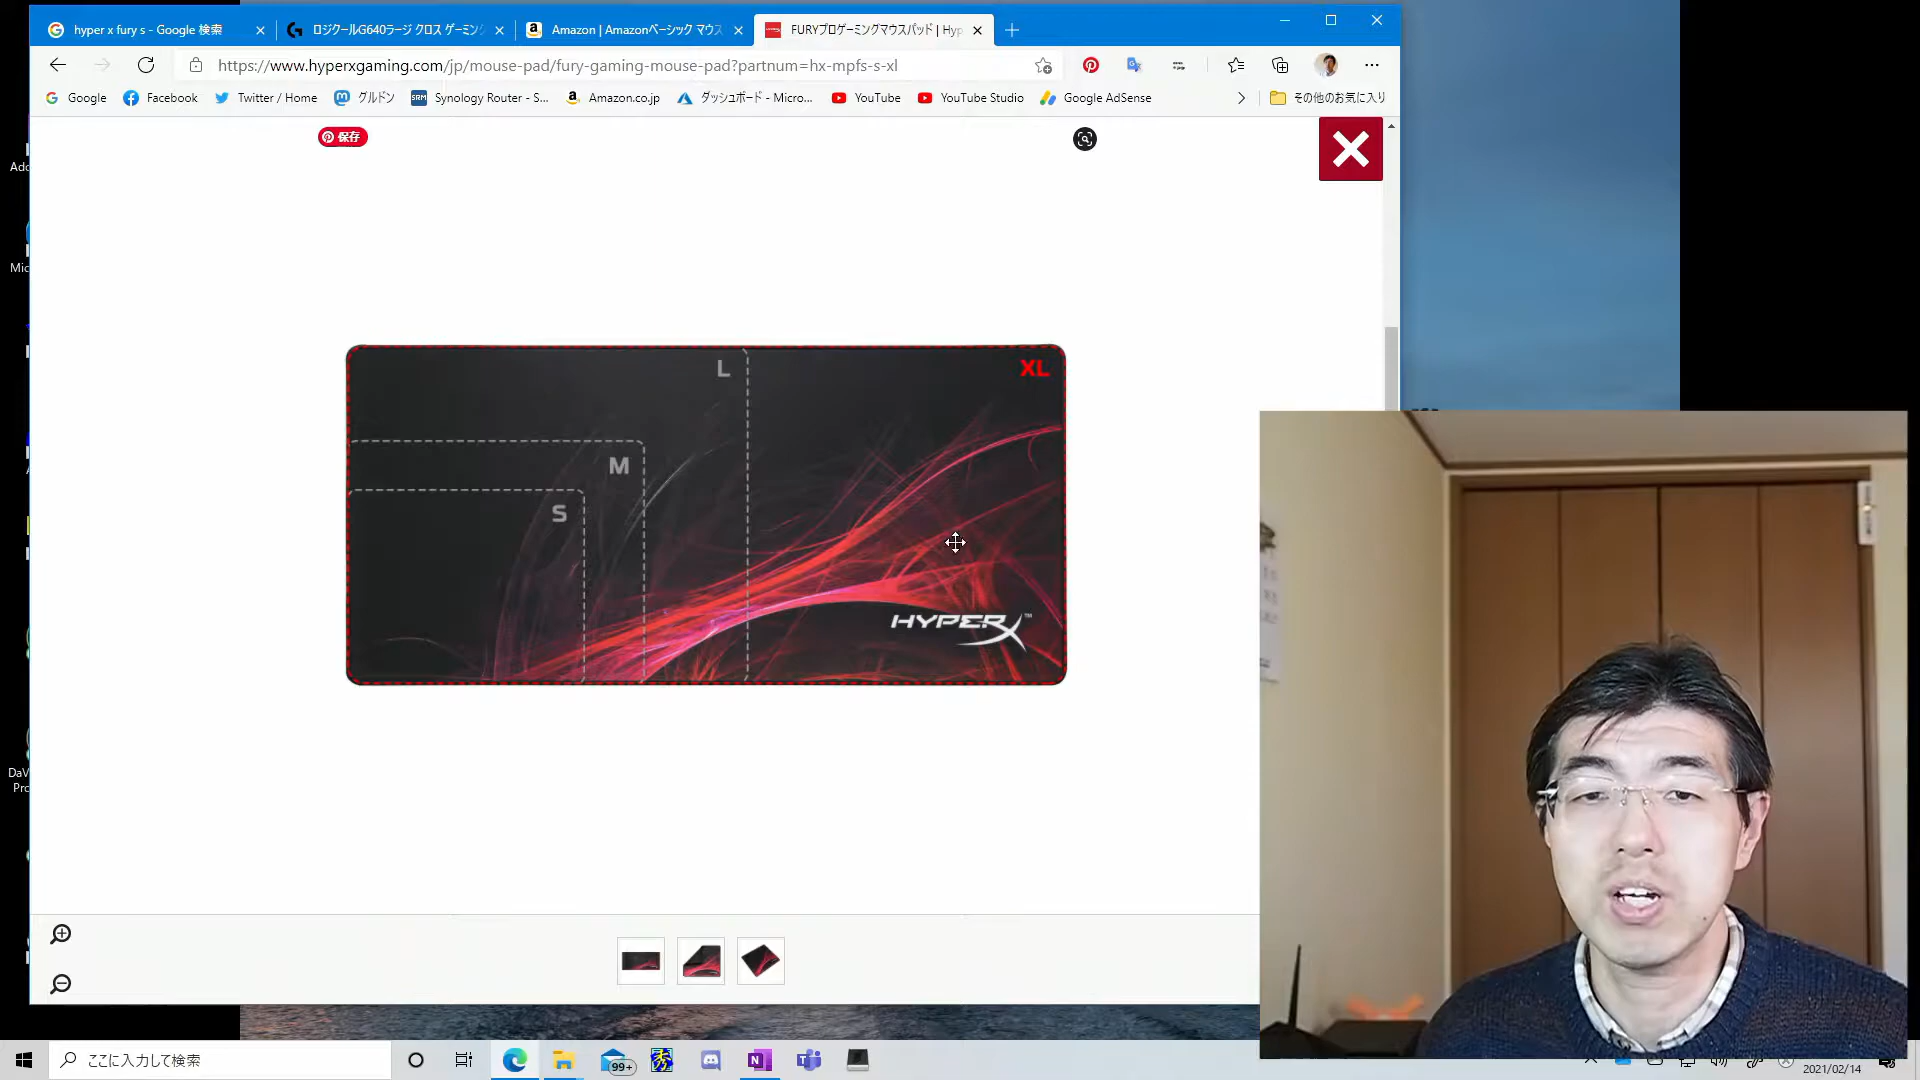 hyper x fury s - Google 検索
ロジクールG640ラージ クロス ゲーミング
Amazon | Amazonベーシック マウス
FURYプロゲーミングマウスパッド | Hyp
https://www.hyperxgaming.com/jp/mouse-pad/fury-gaming-mouse-pad?partnum=hx-mpfs-s-xl
Google
Facebook
Twitter / Home
グルドン
SRM
Synology Router - S...
Amazon.co.jp
ダッシュボード - Micro...
YouTube
YouTube Studio
Google AdSense
その他のお気に入り
保存
L
XL
M
S
HYPERX™
Mic
DaV
Pro
ここに入力して検索
99+
2021/02/14